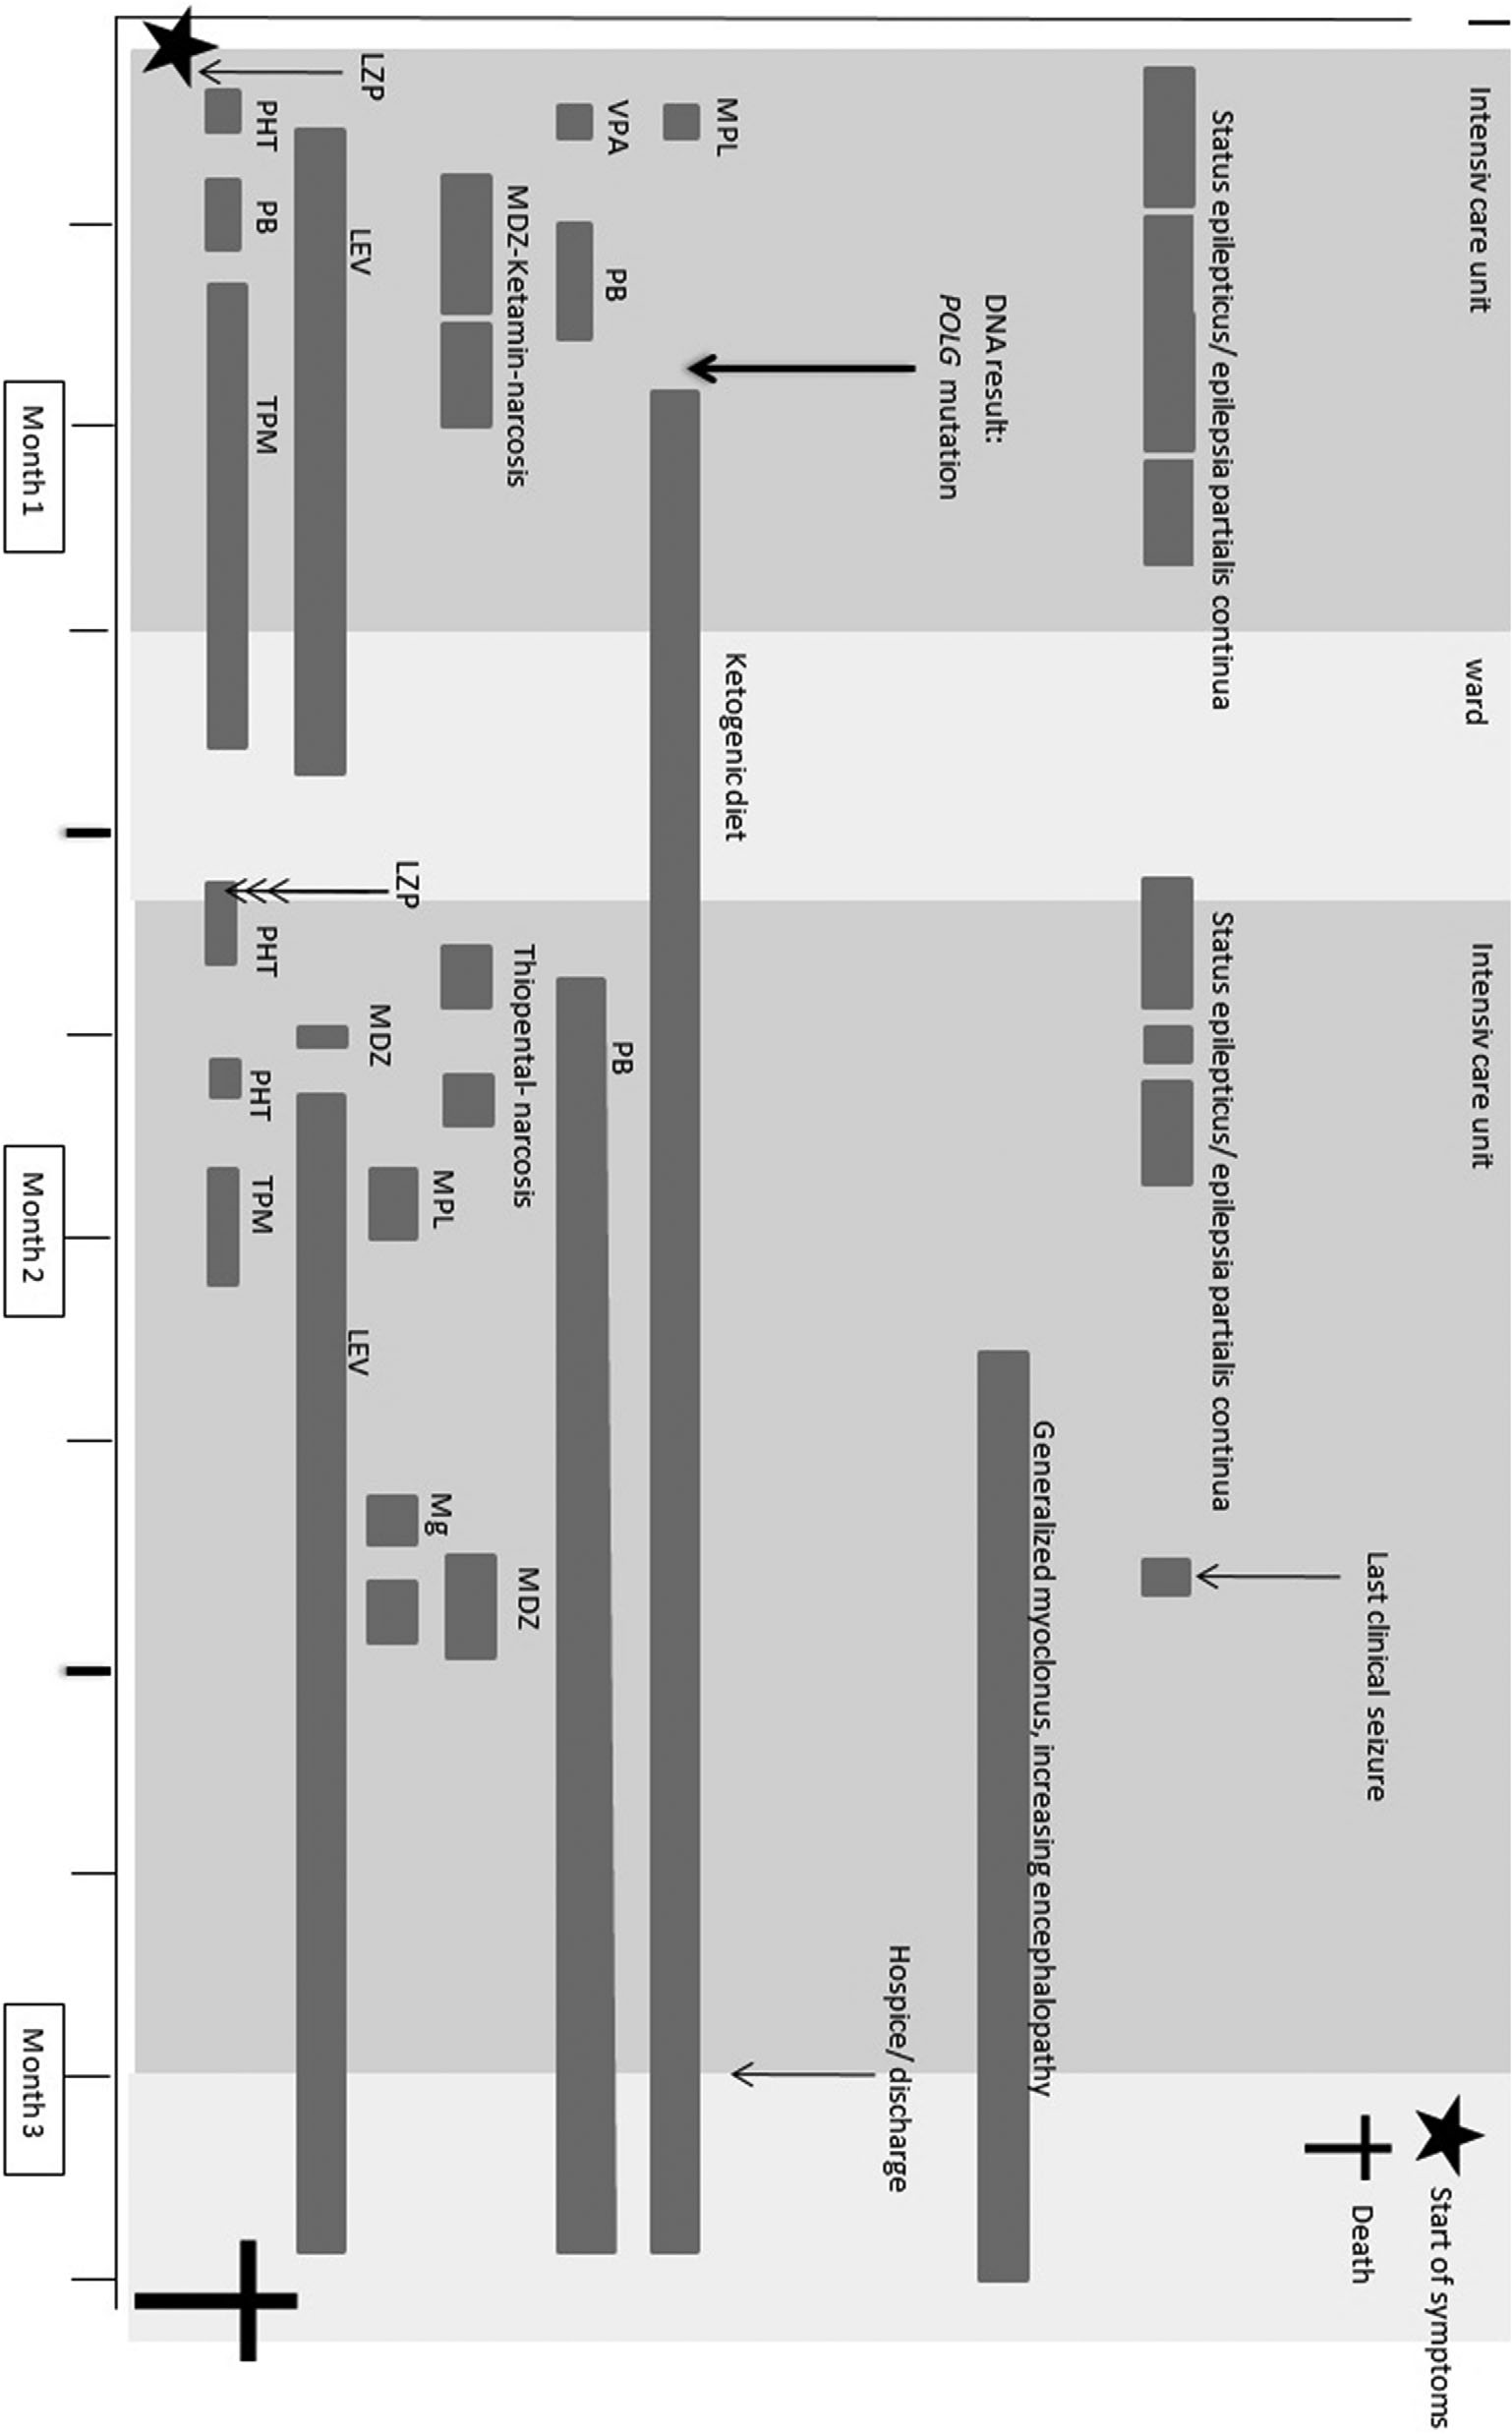 Intensiv care unit
ward
Intensiv care unit
Start of symptoms
Death
Last clinical seizure
Status epilepticus/ epilepsia partialis continua
Status epilepticus/ epilepsia partialis continua
Generalized myoclonus, increasing encephalopathy
DNA result:
POLG mutation
Hospice/ discharge
MPL
Ketogenic diet
VPA
PB
PB
MDZ-Ketamin-narcosis
Thiopental- narcosis
MDZ
MPL
Mg
LZP
LEV
LZP
MDZ
LEV
PHT
PB
TPM
PHT
PHT
TPM
Month 1
Month 2
Month 3